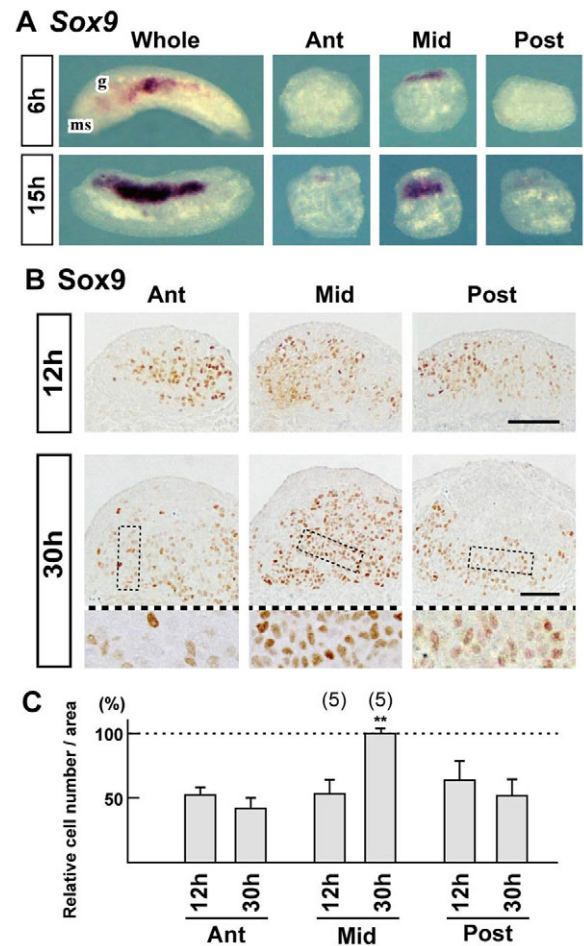 A Sox9
Whole Ant Mid Post
6h
g
ms
15h
B Sox9
Ant Mid Post
12h
30h
C (%) (5) (5)
**
100
50
Relative cell number / area
12h 30h 12h 30h 12h 30h
Ant Mid Post